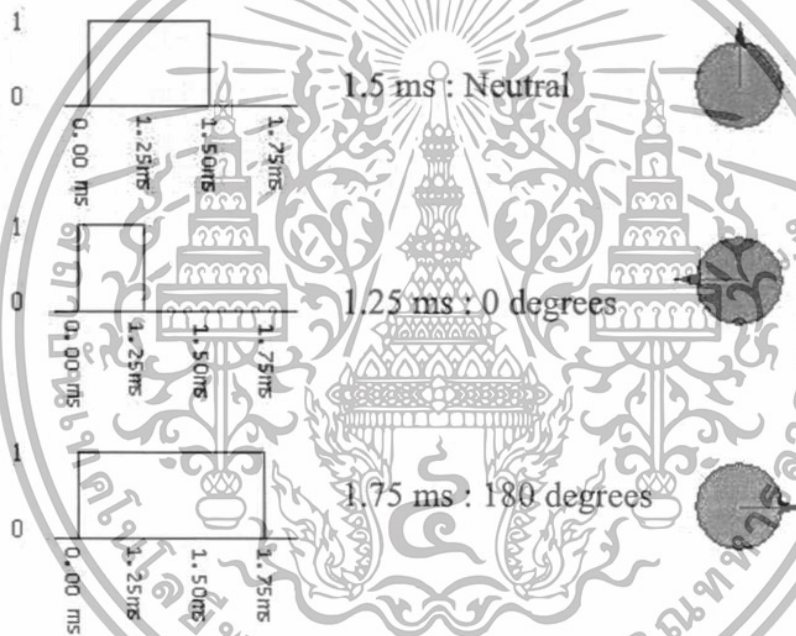 1
0
1.5 ms : Neutral
0.00 ms
1.25ms
1.50ms
1.75ms
1
0
1.25 ms : 0 degrees
0.00 ms
1.25ms
1.50ms
1.75ms
1
0
1.75 ms : 180 degrees
0.00 ms
1.25ms
1.50ms
1.75ms